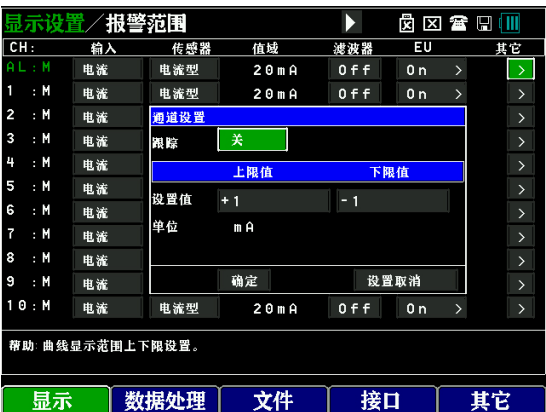 显示设置/报警范围
CH: 输入 传感器 值域 滤波器 EU 其它
AL:M 电流 电流型 20mA Off On > >
1 :M 电流 电流型 20mA Off On > >
2 :M 电流 通道设置 >
3 :M 电流 跟踪 关 >
4 :M 电流 上限值 下限值 >
5 :M 电流 >
6 :M 电流 设置值 +1 -1 >
7 :M 电流 单位 mA >
8 :M 电流 >
9 :M 电流 确定 设置取消 >
10:M 电流 电流型 20mA Off On > >
帮助: 曲线显示范围上下限设置。
显示 数据处理 文件 接口 其它